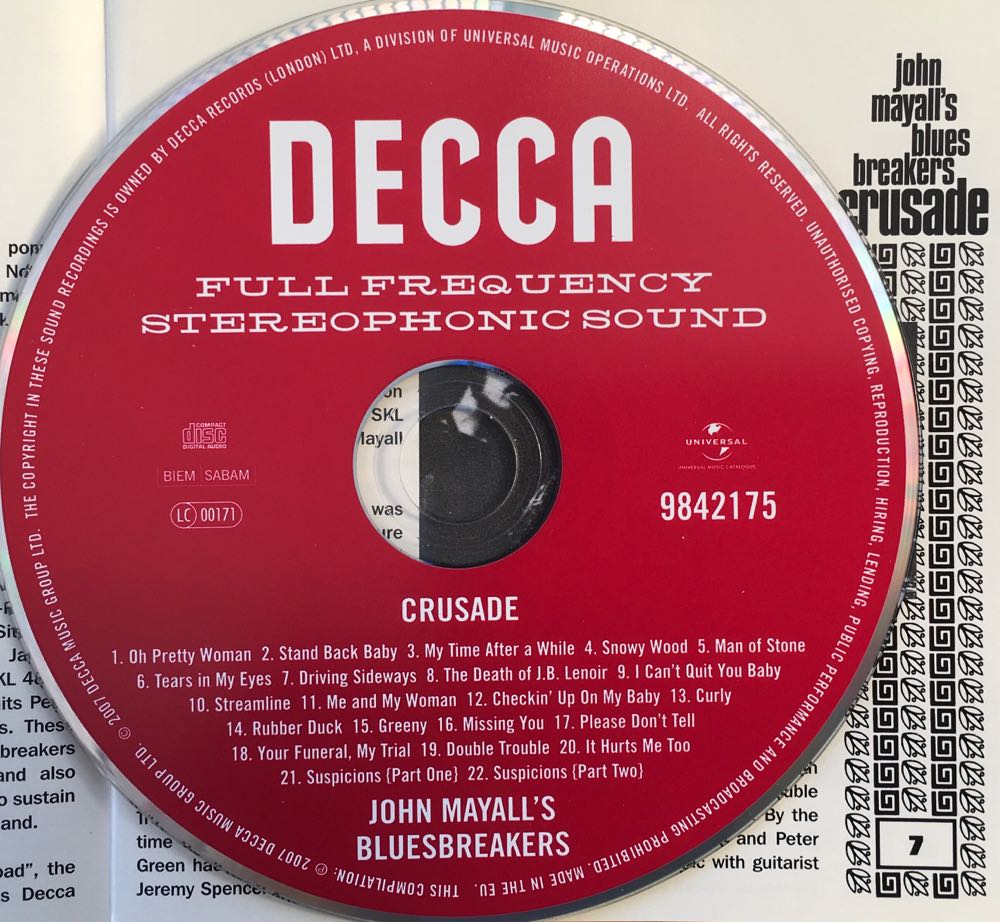 THE COPYRIGHT IN THESE SOUND RECORDINGS IS OWNED BY DECCA RECORDS (LONDON) LTD, A DIVISION OF UNIVERSAL MUSIC OPERATIONS LTD. ALL RIGHTS RESERVED. UNAUTHORISED COPYING, REPRODUCTION, HIRING, LENDING, PUBLIC PERFORMANCE AND BROADCASTING PROHIBITED. MADE IN THE EU. THIS COMPILATION: ℗ 2007 DECCA MUSIC GROUP LTD. © 2007 DECCA MUSIC GROUP LTD.
DECCA
FULL FREQUENCY
STEREOPHONIC SOUND
COMPACT
disc
DIGITAL AUDIO
BIEM SABAM
LC 00171
UNIVERSAL
UNIVERSAL MUSIC CATALOGUE
9842175
SKL
was
CRUSADE
1. Oh Pretty Woman 2. Stand Back Baby 3. My Time After a While 4. Snowy Wood 5. Man of Stone
6. Tears in My Eyes 7. Driving Sideways 8. The Death of J.B. Lenoir 9. I Can't Quit You Baby
10. Streamline 11. Me and My Woman 12. Checkin' Up On My Baby 13. Curly
14. Rubber Duck 15. Greeny 16. Missing You 17. Please Don't Tell
18. Your Funeral, My Trial 19. Double Trouble 20. It Hurts Me Too
21. Suspicions {Part One} 22. Suspicions {Part Two}
JOHN MAYALL'S
BLUESBREAKERS
john
mayall's
blues
breakers
crusade
7
breakers
and also
to sustain
and.
the
Decca
By the
time
and Peter
Green
with guitarist
Jeremy Spencer